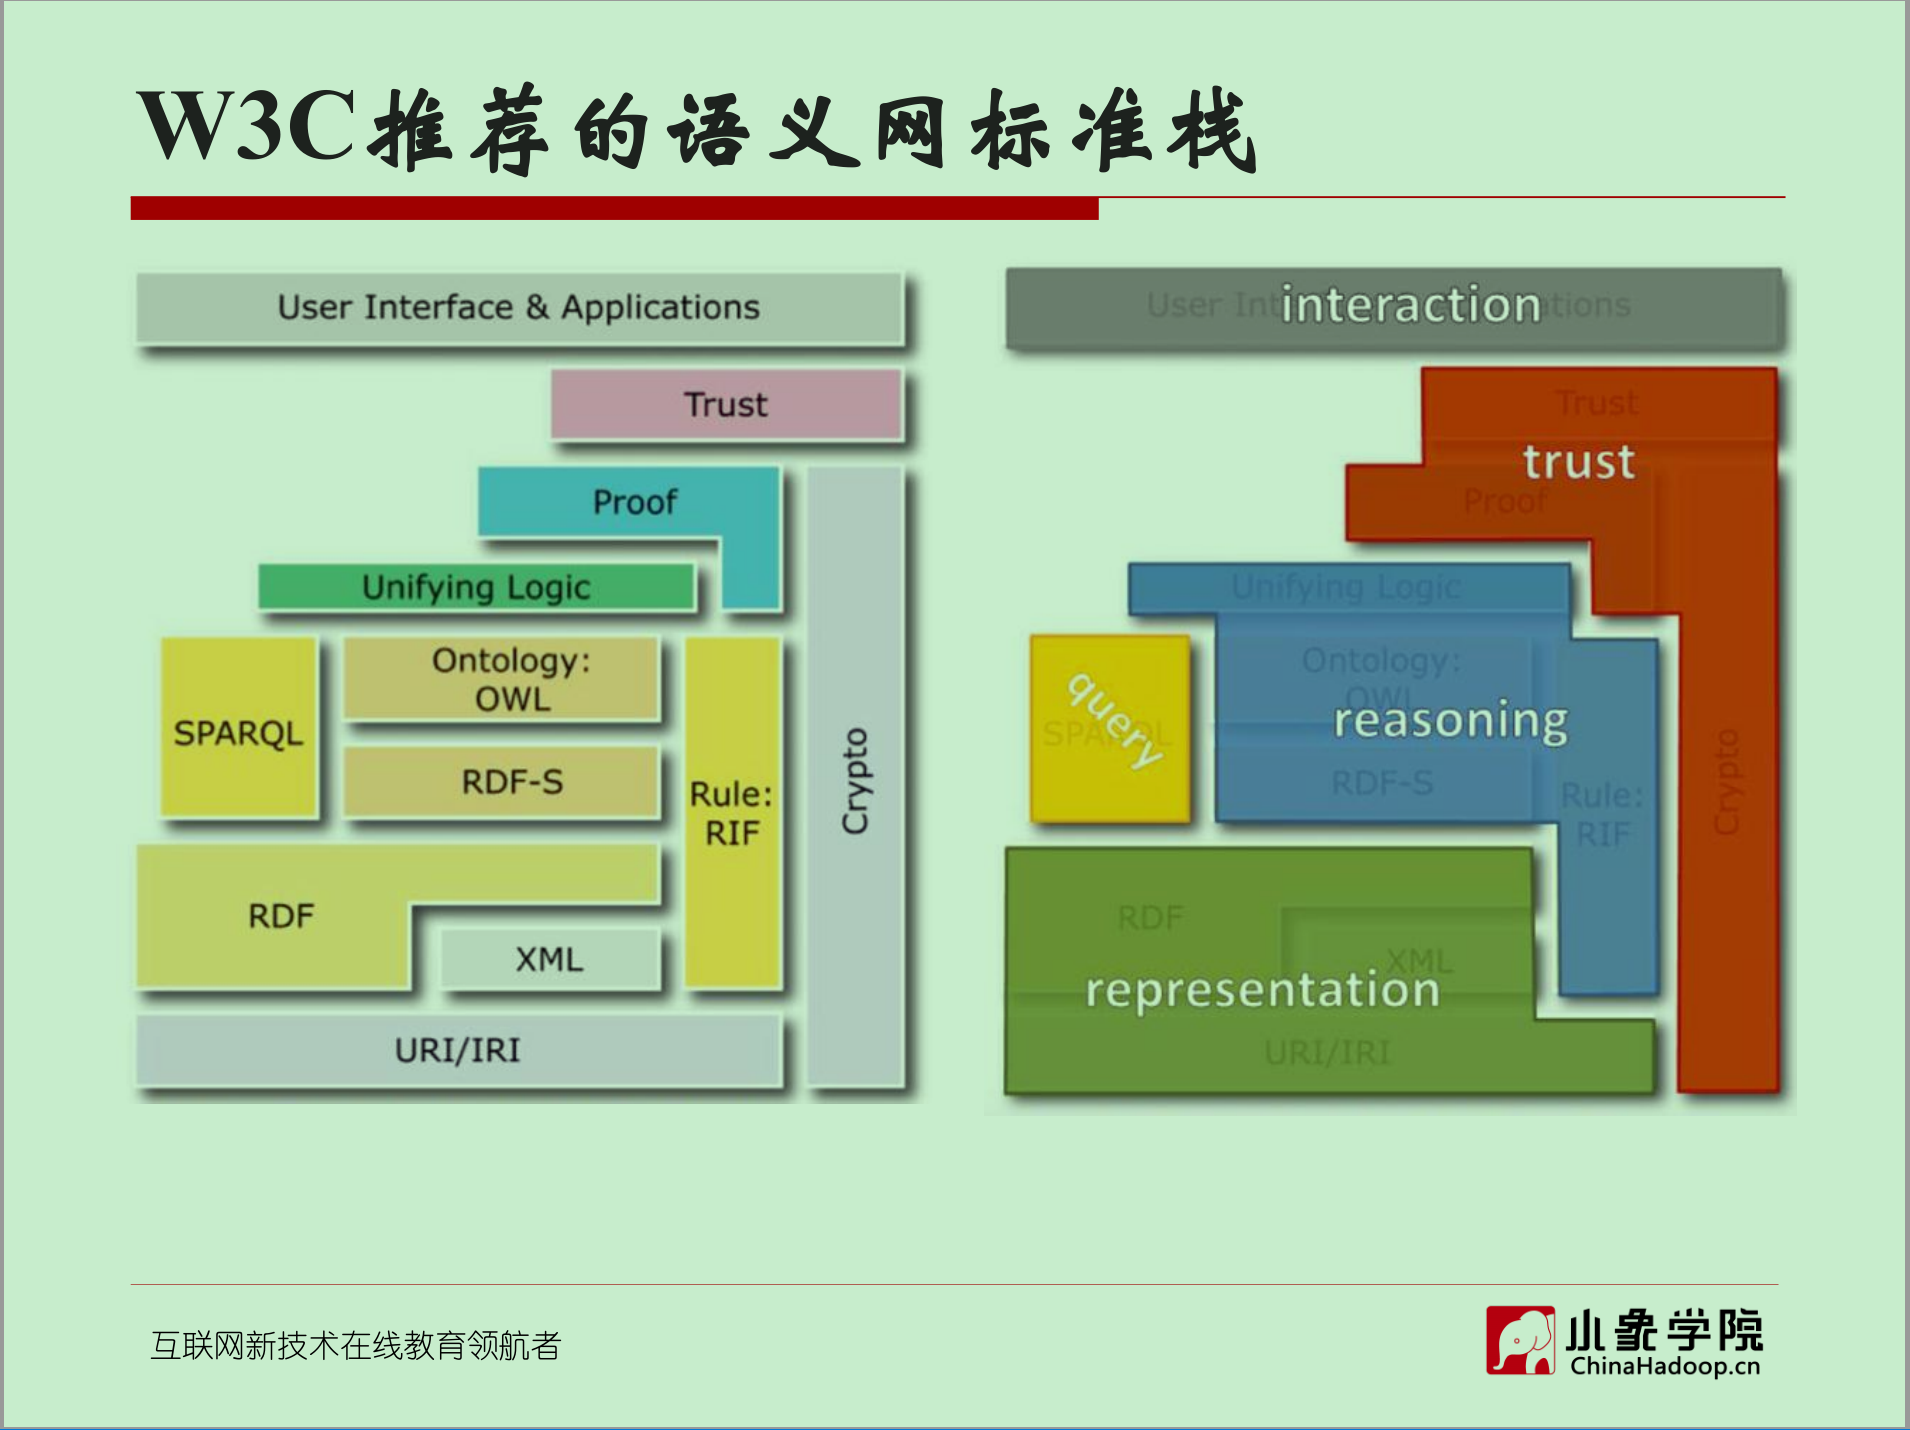 W3C推荐的语义网标准栈
User Interface & Applications
Trust
Proof
Unifying Logic
Ontology:
OWL
SPARQL
RDF-S
Rule:
RIF
Crypto
RDF
XML
URI/IRI
interaction
User Int
ations
Trust
trust
Proof
Unifying Logic
Ontology:
OWL
query
SPARQL
reasoning
RDF-S
Rule:
RIF
Crypto
RDF
XML
representation
URI/IRI
互联网新技术在线教育领航者
小象学院
ChinaHadoop.cn